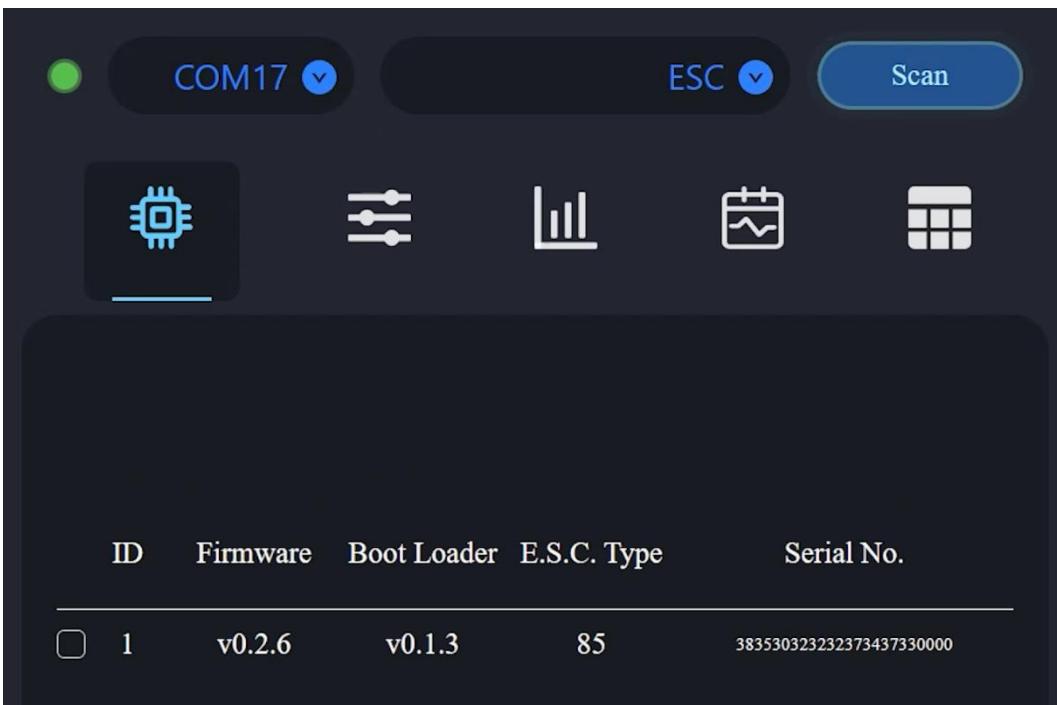 COM17 ESC Scan
ID Firmware Boot Loader E.S.C. Type Serial No.
1 v0.2.6 v0.1.3 85 383530323232373437330000